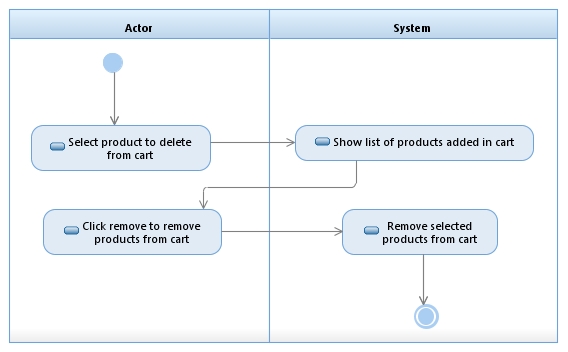 Actor
System
Select product to delete
from cart
Show list of products added in cart
Click remove to remove
products from cart
Remove selected
products from cart